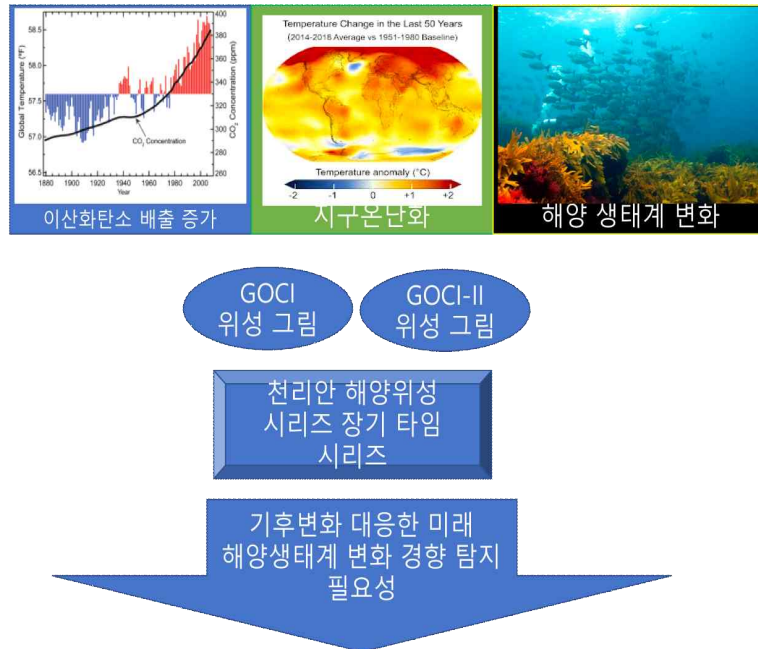 58.5
58.0
57.5
57.0
56.5
Global Temperature (°F)
400
380
360
340
320
300
280
260
CO₂ Concentration (ppm)
CO₂ Concentration
1880 1900 1920 1940 1960 1980 2000
Year
이산화탄소 배출 증가
Temperature Change in the Last 50 Years
(2014-2018 Average vs 1951-1980 Baseline)
Temperature anomaly (°C)
-2 -1 0 +1 +2
지구온난화
해양 생태계 변화
GOCI
위성 그림
GOCI-II
위성 그림
천리안 해양위성
시리즈 장기 타임
시리즈
기후변화 대응한 미래
해양생태계 변화 경향 탐지
필요성